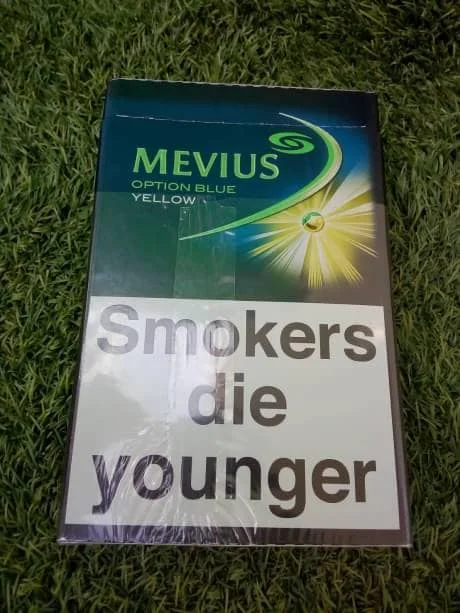 MEVIUS
OPTION BLUE
YELLOW
Smokers
die
younger